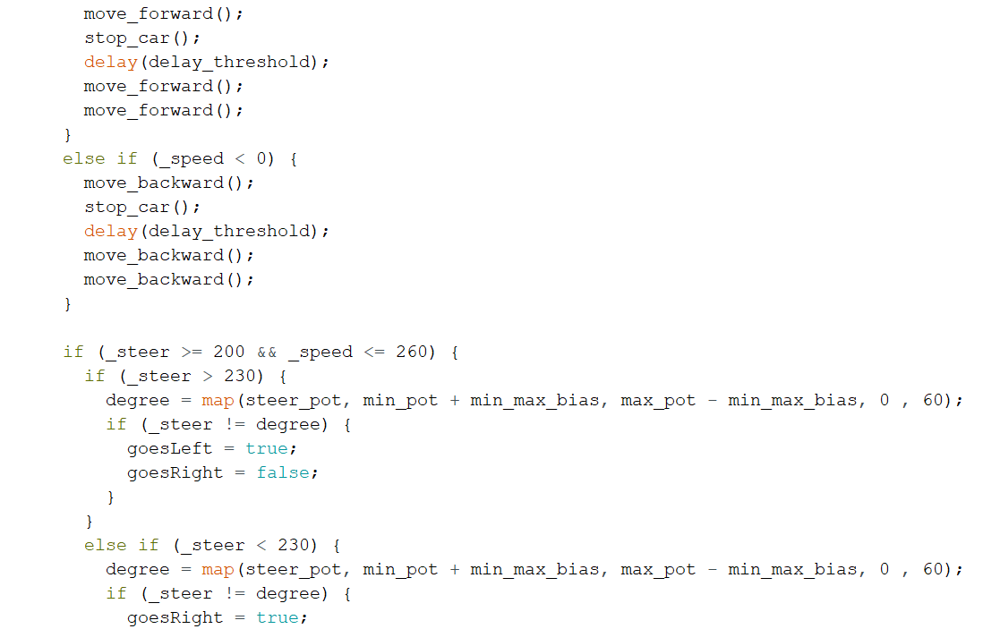 move_forward();
stop_car();
delay(delay_threshold);
move_forward();
move_forward();
}
else if (_speed < 0) {
move_backward();
stop_car();
delay(delay_threshold);
move_backward();
move_backward();
}
if (_steer >= 200 && _speed <= 260) {
if (_steer > 230) {
degree = map(steer_pot, min_pot + min_max_bias, max_pot - min_max_bias, 0 , 60);
if (_steer != degree) {
goesLeft = true;
goesRight = false;
}
}
else if (_steer < 230) {
degree = map(steer_pot, min_pot + min_max_bias, max_pot - min_max_bias, 0 , 60);
if (_steer != degree) {
goesRight = true;